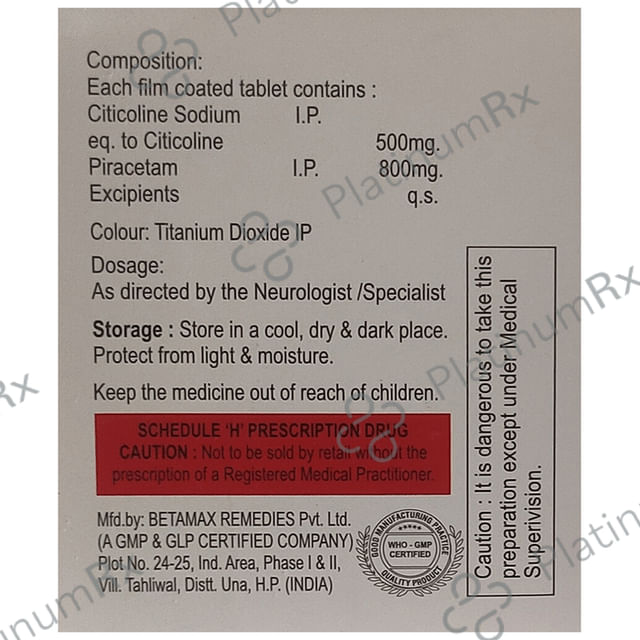 Composition:
Each film coated tablet contains :
Citicoline Sodium I.P.
eq. to Citicoline 500mg.
Piracetam I.P. 800mg.
Excipients q.s.
Colour: Titanium Dioxide IP
Dosage:
As directed by the Neurologist /Specialist
Storage : Store in a cool, dry & dark place.
Protect from light & moisture.
Keep the medicine out of reach of children.
SCHEDULE 'H' PRESCRIPTION DRUG
CAUTION : Not to be sold by retail without the
prescription of a Registered Medical Practitioner.
Mfd.by: BETAMAX REMEDIES Pvt. Ltd.
(A GMP & GLP CERTIFIED COMPANY)
Plot No. 24-25, Ind. Area, Phase I & II,
Vill. Tahliwal, Distt. Una, H.P. (INDIA)
GOOD MANUFACTURING PRACTICE
WHO - GMP
CERTIFIED
QUALITY PRODUCT
Caution : It is dangerous to take this
preparation except under Medical
Superivision.
PlatinumRx
PlatinumRx
PlatinumRx
Rx
PlatinumRx
Platinu